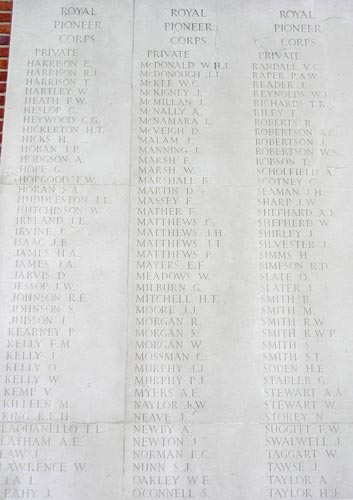 ROYAL
PIONEER
CORPS
PRIVATE
HARRISON E.
HARRISON R.J.
HARRISON T.
HARTLEY W.
HEATH F.W.
HESLOP C.
HEYWOOD C.G.
HICKERTON H.T.
HICKS H.
HOBAN J.P.
HODGSON A.
HOPE G.
HOPGOOD E.W.
HORAN S.A.
HUDDLESTON J.L.
HUTCHINSON W.
IRELAND J.E.
IRVINE J.
ISAAC J.B.
JAMES H.A.
JAMES J.A.
JARVIS D.
JESSOP J.W.
JOHNSON R.E.
JOHNSON S.
JUDSON J.
KEARNEY P.
KELLY F.M.
KELLY J.
KELLY O.
KELLY W.
KEMP V.
KILLEEN M.
KING R.E.H.
LAUHANELLO T.L.
LATHAM A.E.
LAW J.
LAWRENCE W.
LEAHY J.
ROYAL
PIONEER
CORPS
PRIVATE
McDONALD W.H.J.
McDONOUGH J.J.
McKEE W.C.
McKIGNEY J.
McMILLAN J.
McNALLY A.
McNAMARA J.
McVEIGH D.
MALAM J.
MANNING J.
MARSH F.
MARSH W.
MARSHALL B.
MARTIN D.
MASSEY F.
MATHER F.
MATTHEWS C.
MATTHEWS J.H.
MATTHEWS J.T.
MATTHEWS P.
MAYERS E.F.
MEADOWS W.
MILBURN G.
MITCHELL H.T.
MOORE J.J.
MORGAN R.
MORGAN S.
MORGAN W.
MOSSMAN C.
MURPHY J.J.
MURPHY P.J.
MYERS A.E.
NAYLOR J.W.
NEAVE J.
NEWBY A.
NEWTON J.
NORMAN F.C.
NUNN S.J.
OAKLEY W.F.
O'CONNELL S.
ROYAL
PIONEER
CORPS
PRIVATE
RANDALL V.G.
RAPER P.A.W.
READER J.
REYNOLDS W.J.
RICHARDS T.R.
RILEY T.
ROBERTS R.
ROBERTSON A.C.
ROBERTSON J.
ROBERTSON W.S.
ROBSON T.
SCHOLFIELD A.
SCOTNEY C.
SEAMAN J.H.
SHARP J.W.
SHEPHARD A.J.
SHEPHERD W.
SHIRLEY J.
SILVESTER J.
SIMMS H.
SIMPSON R.D.
SLATE O.
SLATER J.
SMITH B.
SMITH M.
SMITH R.W.
SMITH R.W.P.
SMITH S.
SMITH S.T.
SODEN H.E.
STABLER G.
STEWART A.A.
STEWART W.
STOREY N.
SUGGITT P.W.
SWALWELL J.
TAGGART W.
TAWSE J.
TAYLOR A.
TAYLOR H.J.